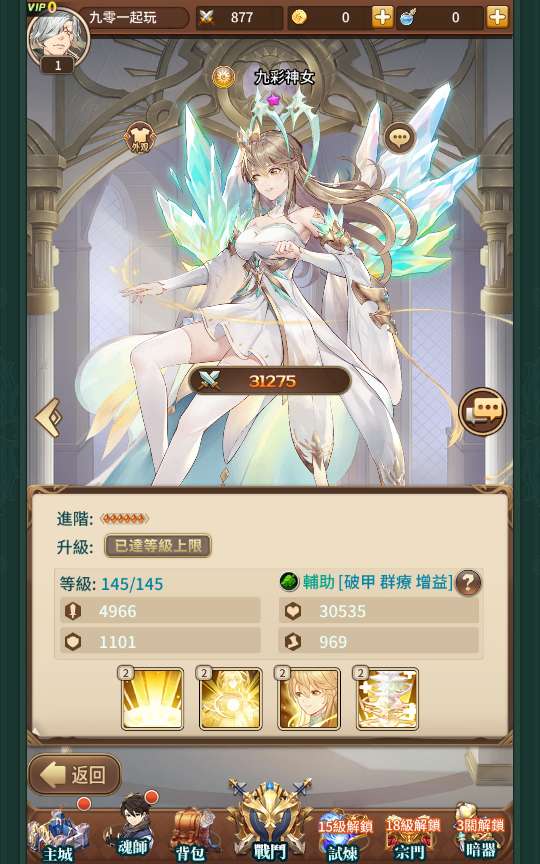 VIP0
九零一起玩
877
0
0
1
九彩神女
外观
31275
進階:
升級: 已達等級上限
等級: 145/145
輔助 [破甲 群療 增益] ?
4966
30535
1101
969
2
2
2
2
返回
15級解鎖
18級解鎖
3關解鎖
主城
魂師
背包
戰鬥
試煉
宗門
暗器